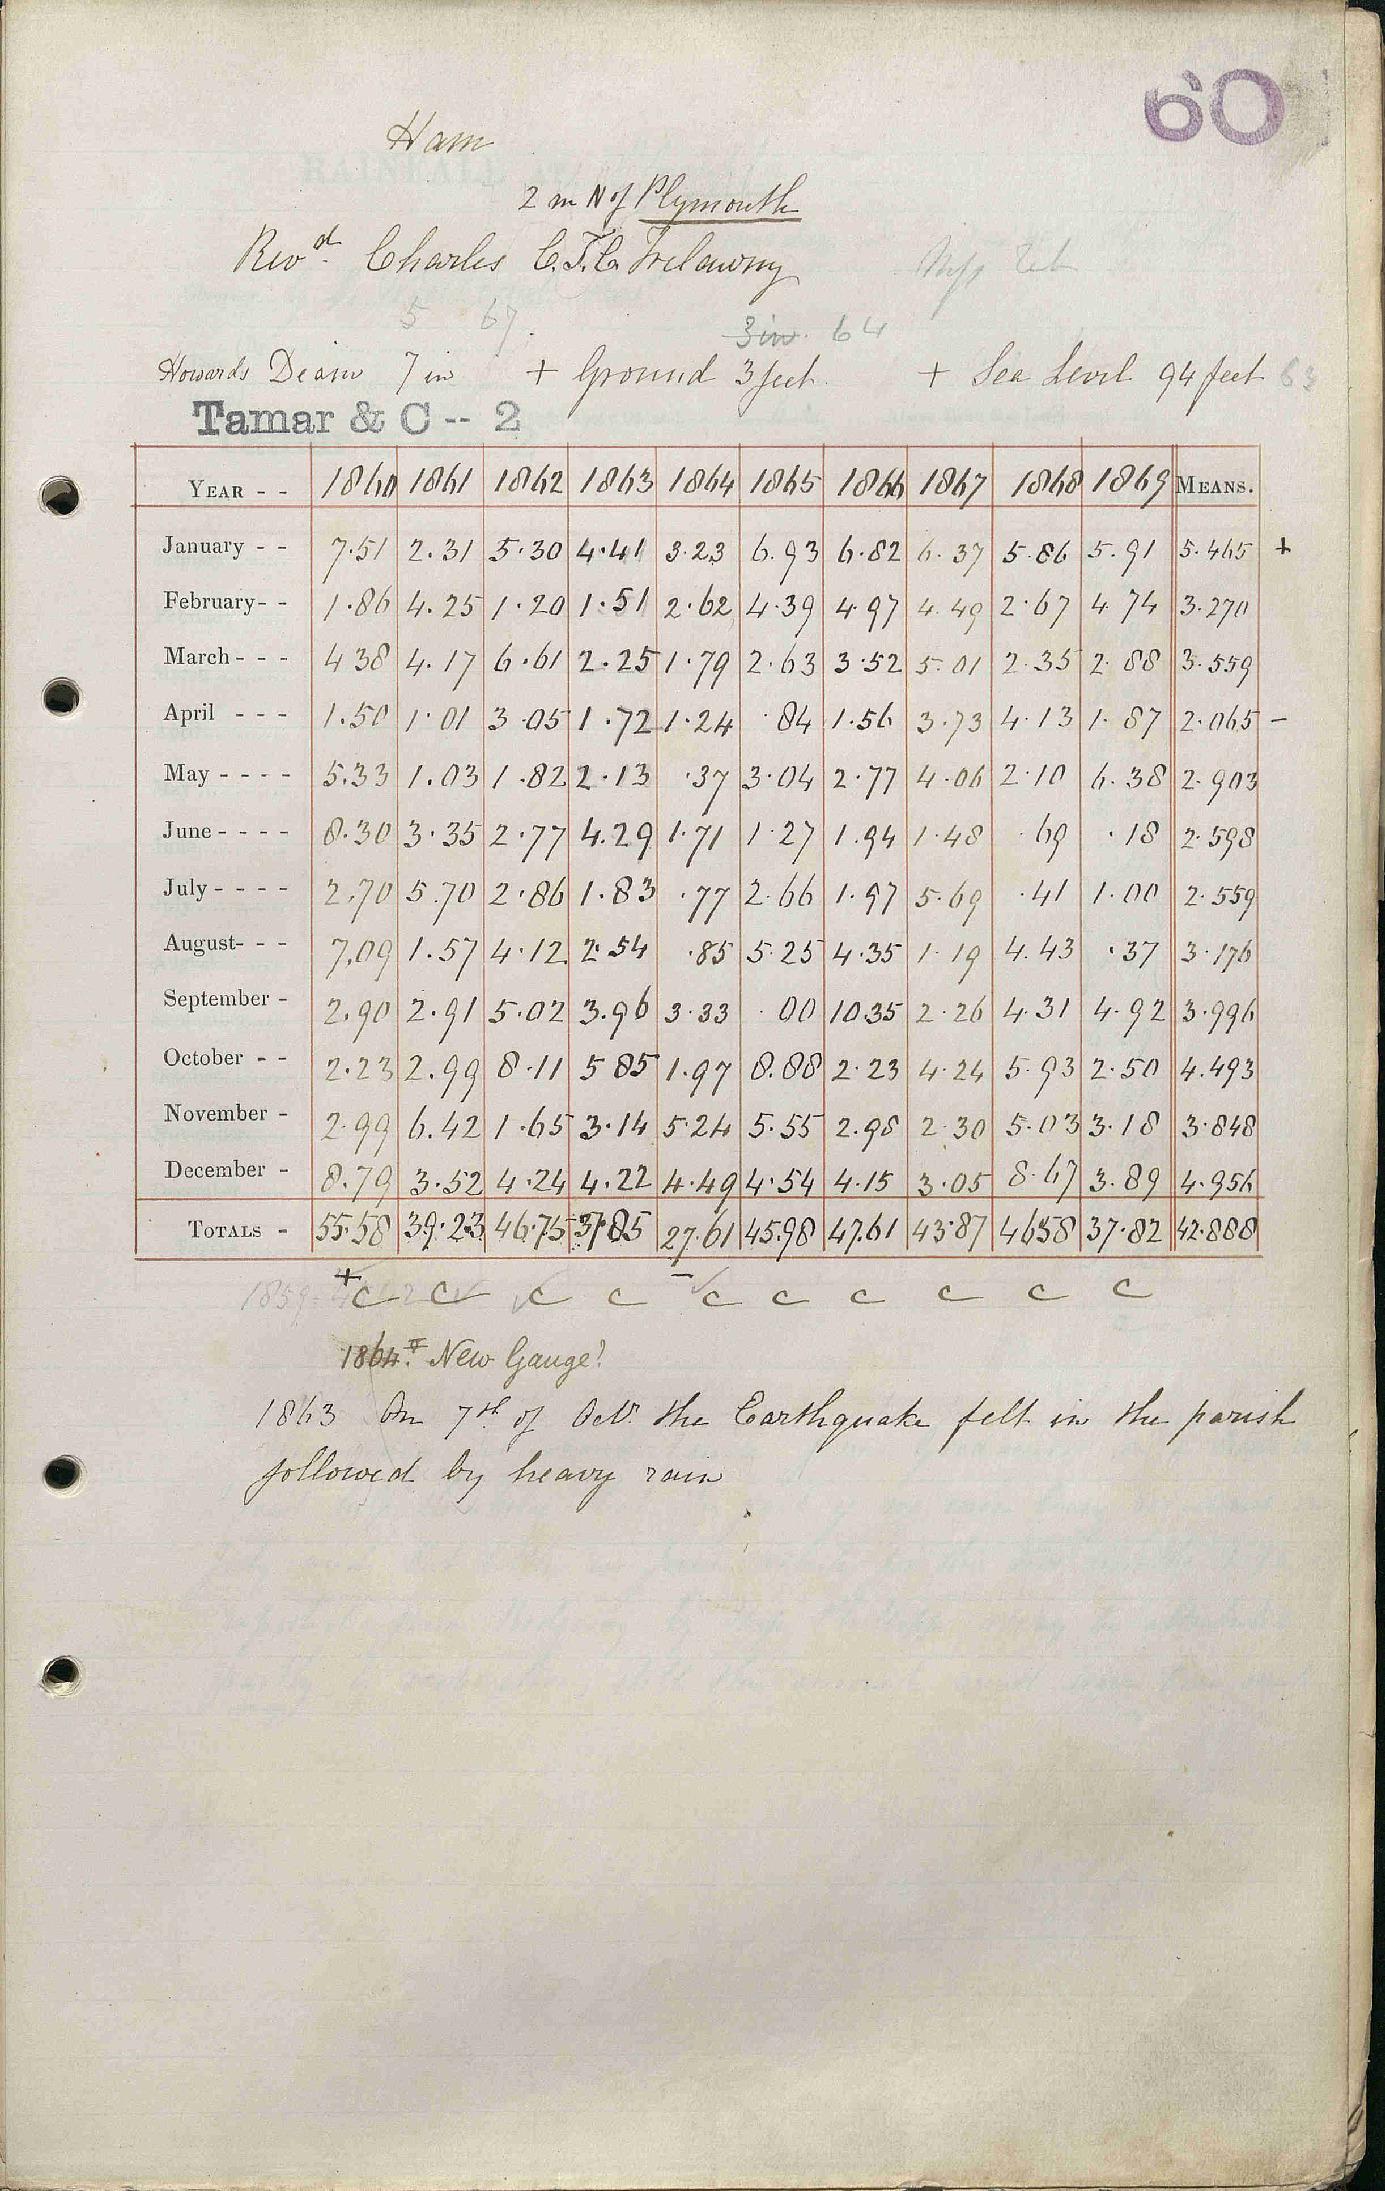 60
Ham
2 m N of Plymouth
Revd. Charles C.T.C. Trelawny
5 67.
3 in. 64
Howards Diam 7 in + Ground 3 feet. + Sea Level 94 feet 63
Tamar & C -- 2
YEAR - - 1860 1861 1862 1863 1864 1865 1866 1867 1868 1869 MEANS.
January - - 7.51 2.31 5.30 4.41 3.23 6.93 6.82 6.37 5.86 5.91 5.465 +
February - - 1.86 4.25 1.20 1.51 2.62 4.39 4.97 4.49 2.67 4.74 3.270
March - - - 4 38 4.17 6.61 2.25 1.79 2.63 3.52 5.01 2.35 2.88 3.559
April - - - 1.50 1.01 3.05 1.72 1.24 .84 1.56 3.73 4.13 1.87 2.065 -
May - - - - 5.33 1.03 1.82 2.13 .37 3.04 2.77 4.06 2.10 6.38 2.903
June - - - - 8.30 3.35 2.77 4.29 1.71 1.27 1.94 1.48 .69 .18 2.598
July - - - - 2.70 5.70 2.86 1.83 .77 2.66 1.97 5.69 .41 1.00 2.559
August - - - 7.09 1.57 4.12 2.54 .85 5.25 4.35 1.19 4.43 .37 3.176
September - 2.90 2.91 5.02 3.96 3.33 .00 10.35 2.26 4.31 4.92 3.996
October - - 2.23 2.99 8.11 5 85 1.97 8.88 2.23 4.24 5.93 2.50 4.493
November - 2.99 6.42 1.65 3.14 5.24 5.55 2.98 2.30 5.03 3.18 3.848
December - 8.79 3.52 4.24 4.22 4.49 4.54 4.15 3.05 8.67 3.89 4.956
TOTALS - 55.58 39.23 46.75 37.85 27.61 45.98 47.61 43.87 46.58 37.82 42.888
+ -
1859 c c c c c c c c c c
1864. New Gauge?
1863 On 7th of Octr. the Earthquake felt in the parish
followed by heavy rain